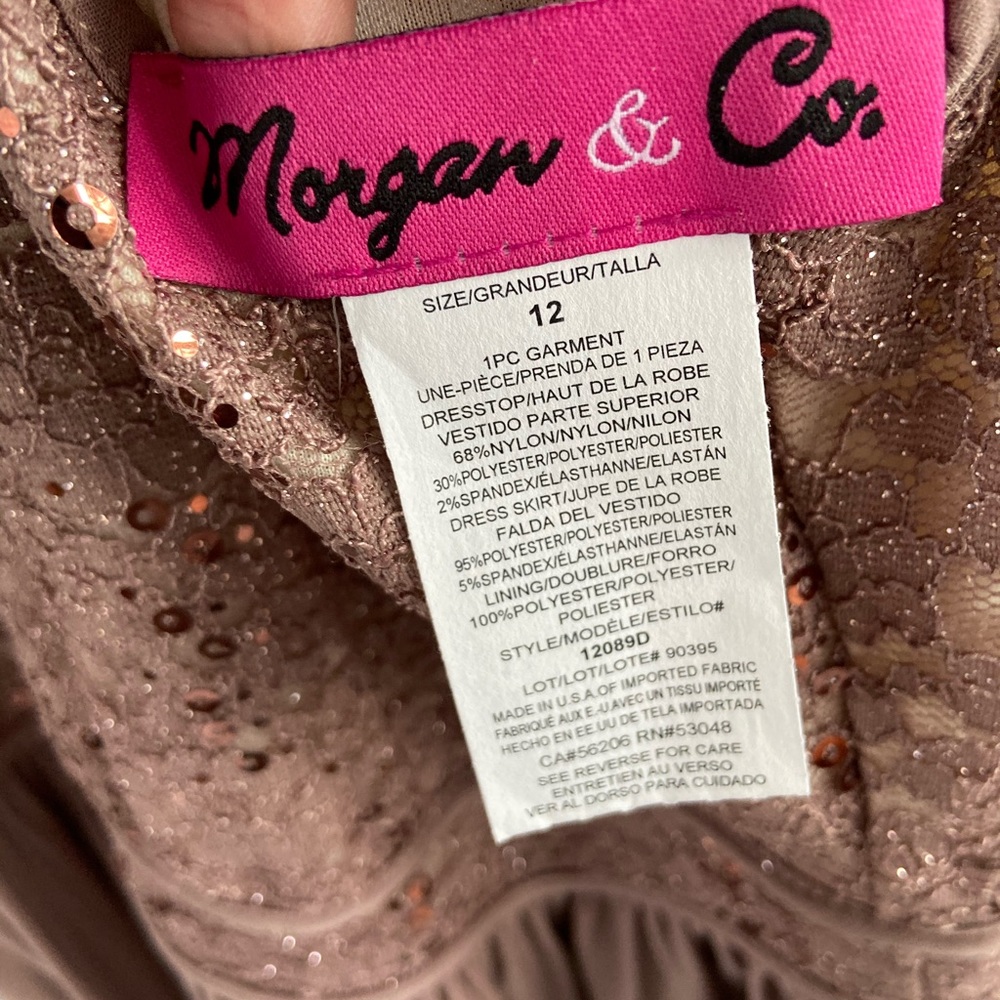 Morgan & Co.
SIZE/GRANDEUR/TALLA
12
1PC GARMENT
UNE-PIÈCE/PRENDA DE 1 PIEZA
DRESSTOP/HAUT DE LA ROBE
VESTIDO PARTE SUPERIOR
68%NYLON/NYLON/NILON
30%POLYESTER/POLYESTER/POLIESTER
2%SPANDEX/ÉLASTHANNE/ELASTÁN
DRESS SKIRT/JUPE DE LA ROBE
FALDA DEL VESTIDO
95%POLYESTER/POLYESTER/POLIESTER
5%SPANDEX/ÉLASTHANNE/ELASTÁN
LINING/DOUBLURE/FORRO
100%POLYESTER/POLYESTER/
POLIESTER
STYLE/MODÈLE/ESTILO#
12089D
LOT/LOT/LOTE# 90395
MADE IN U.S.A.OF IMPORTED FABRIC
FABRIQUÉ AUX E.-U AVEC UN TISSU IMPORTÉ
HECHO EN EE.UU DE TELA IMPORTADA
CA#56206 RN#53048
SEE REVERSE FOR CARE
ENTRETIEN AU VERSO
VER AL DORSO PARA CUIDADO